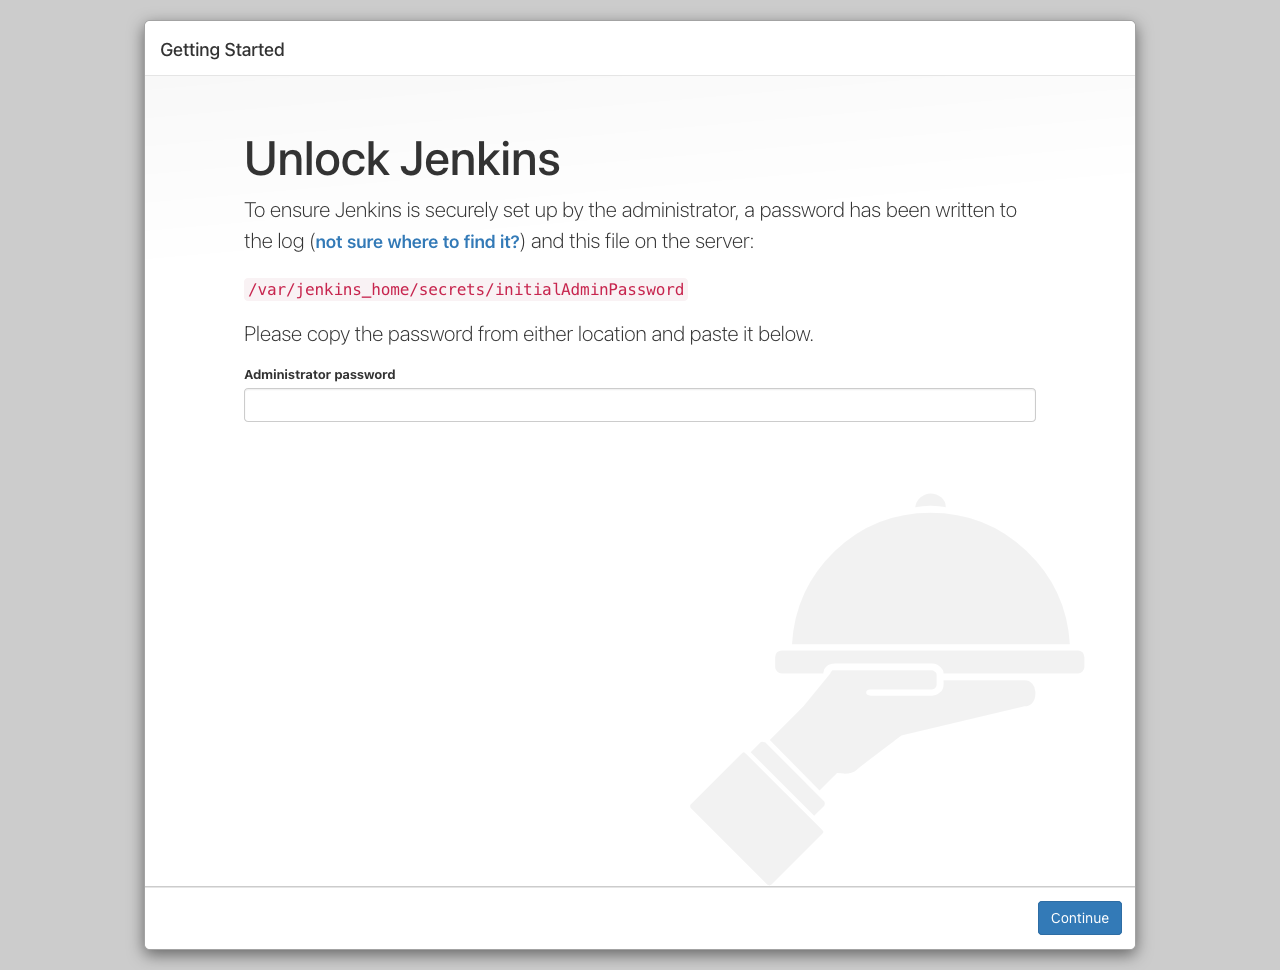 Getting Started
Unlock Jenkins
To ensure Jenkins is securely set up by the administrator, a password has been written to
the log (not sure where to find it?) and this file on the server:
/var/jenkins_home/secrets/initialAdminPassword
Please copy the password from either location and paste it below.
Administrator password
Continue